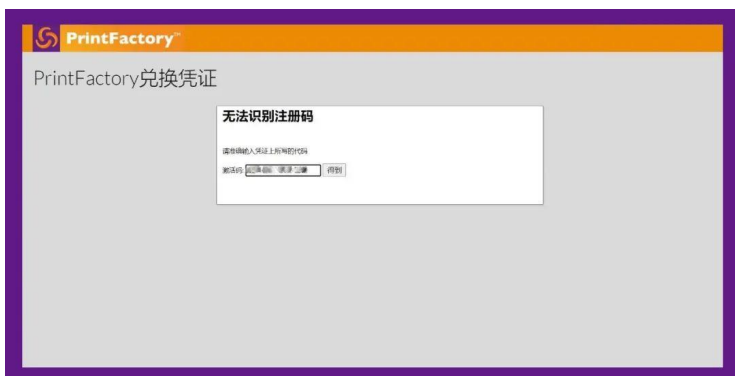 PrintFactory™
PrintFactory兑换凭证
无法识别注册码
请准确输入凭证上所写的代码
激活码: 得到